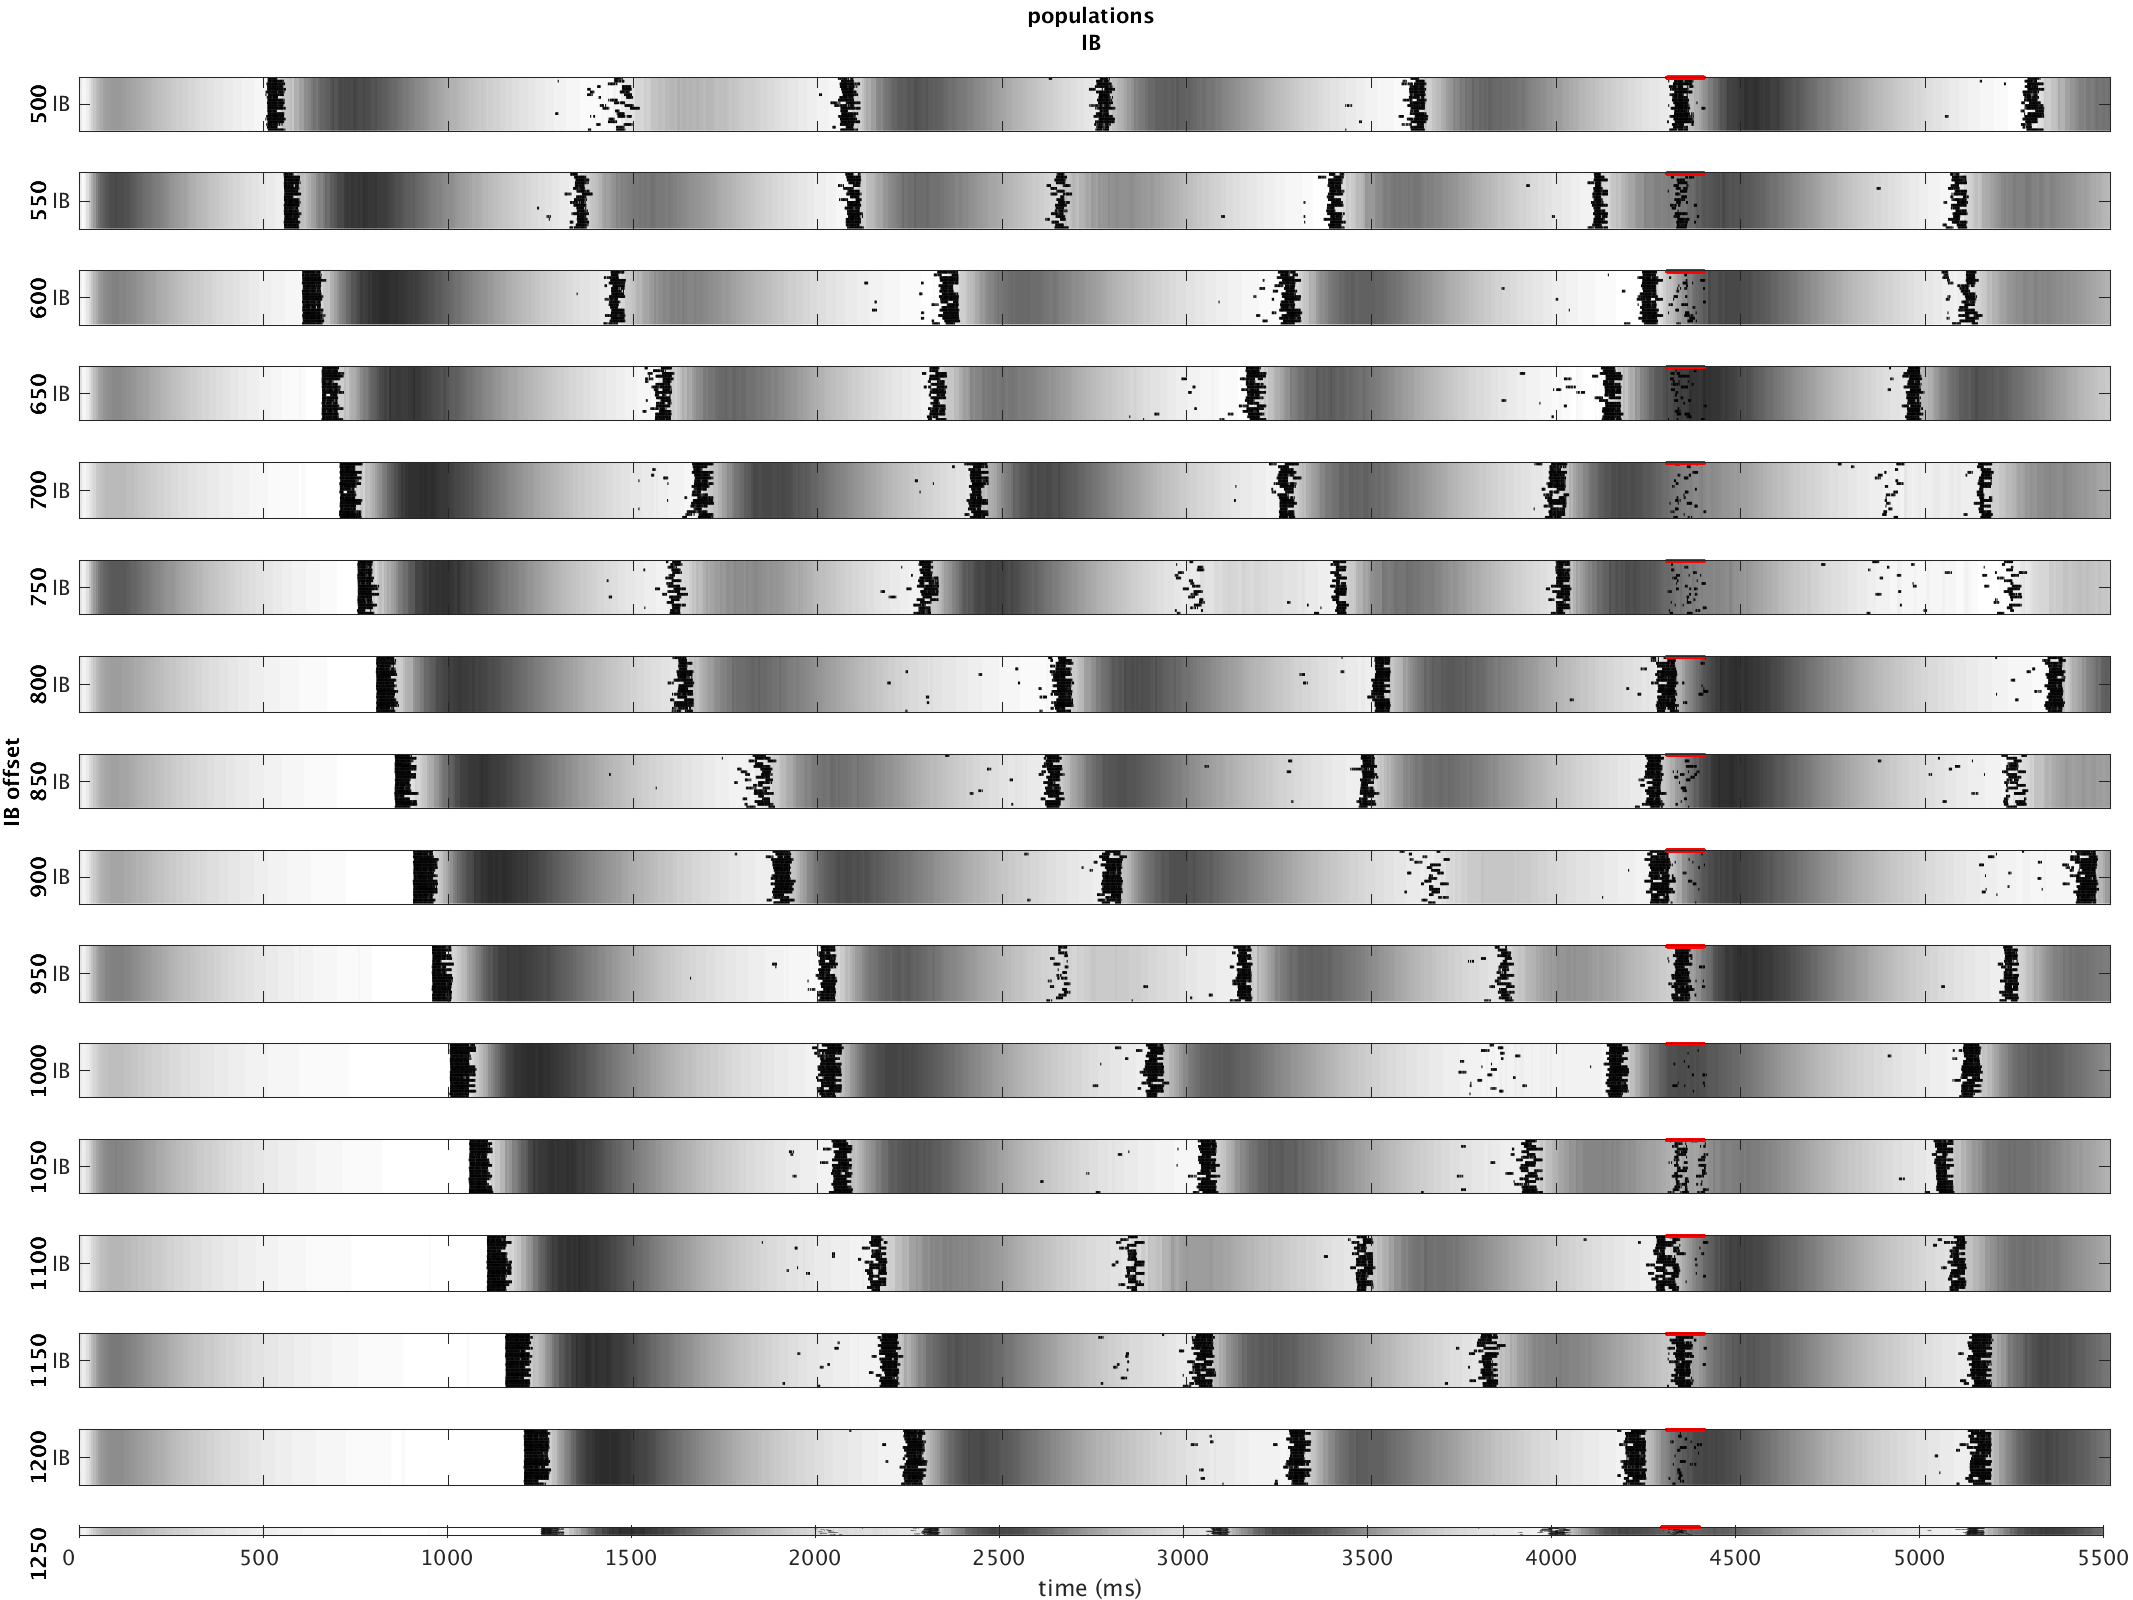 populations
IB
IB offset
500 IB
550 IB
600 IB
650 IB
700 IB
750 IB
800 IB
850 IB
900 IB
950 IB
1000 IB
1050 IB
1100 IB
1150 IB
1200 IB
1250
0 500 1000 1500 2000 2500 3000 3500 4000 4500 5000 5500
time (ms)